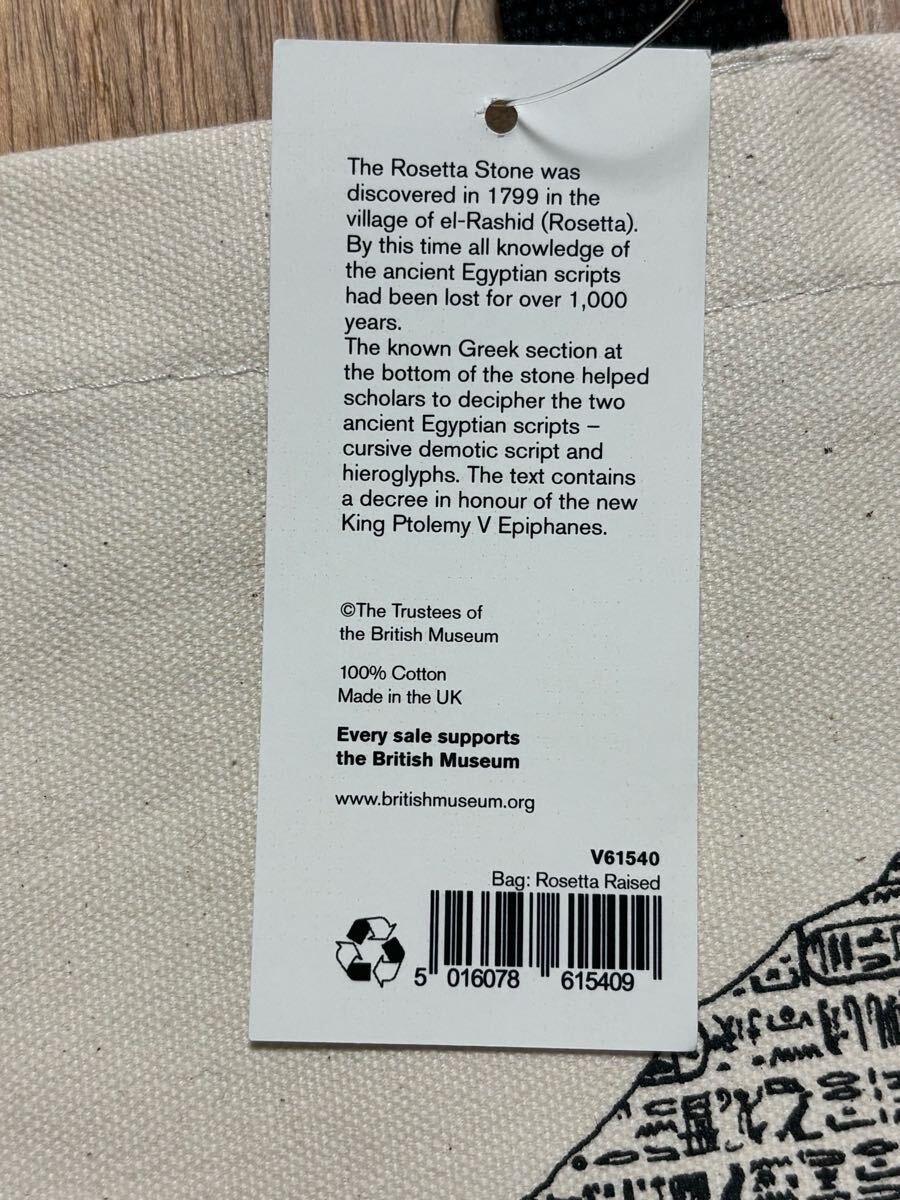 The Rosetta Stone was
discovered in 1799 in the
village of el-Rashid (Rosetta).
By this time all knowledge of
the ancient Egyptian scripts
had been lost for over 1,000
years.
The known Greek section at
the bottom of the stone helped
scholars to decipher the two
ancient Egyptian scripts –
cursive demotic script and
hieroglyphs. The text contains
a decree in honour of the new
King Ptolemy V Epiphanes.
©The Trustees of
the British Museum
100% Cotton
Made in the UK
Every sale supports
the British Museum
www.britishmuseum.org
V61540
Bag: Rosetta Raised
5 016078 615409